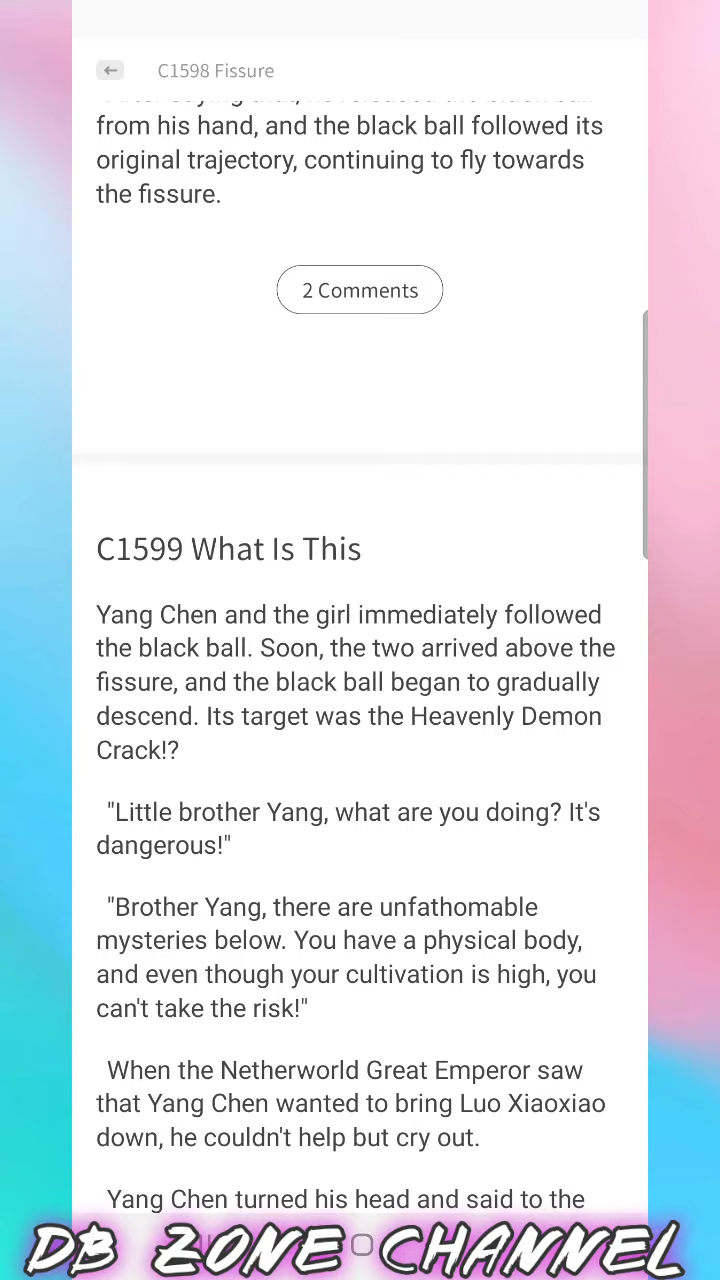 C1598 Fissure
from his hand, and the black ball followed its
original trajectory, continuing to fly towards
the fissure.
2 Comments
C1599 What Is This
Yang Chen and the girl immediately followed
the black ball. Soon, the two arrived above the
fissure, and the black ball began to gradually
descend. Its target was the Heavenly Demon
Crack!?
"Little brother Yang, what are you doing? It's
dangerous!"
"Brother Yang, there are unfathomable
mysteries below. You have a physical body,
and even though your cultivation is high, you
can't take the risk!"
When the Netherworld Great Emperor saw
that Yang Chen wanted to bring Luo Xiaoxiao
down, he couldn't help but cry out.
Yang Chen turned his head and said to the
DB ZONE CHANNEL